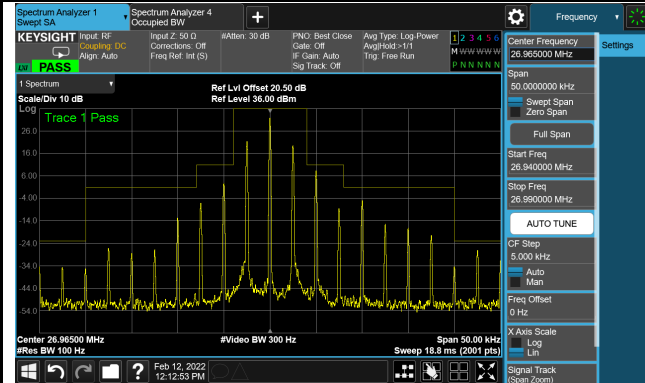 Spectrum Analyzer 1
Swept SA
Spectrum Analyzer 4
Occupied BW
Frequency
KEYSIGHT
Input: RF
Coupling: DC
Align: Auto
Input Z: 50 Ω
Corrections: Off
Freq Ref: Int (S)
#Atten: 30 dB
PNO: Best Close
Gate: Off
IF Gain: Auto
Sig Track: Off
Avg Type: Log-Power
Avg|Hold:>1/1
Trig: Free Run
1 2 3 4 5 6
M W W W W W
P N N N N N
PASS
1 Spectrum
Scale/Div 10 dB
Ref Lvl Offset 20.50 dB
Ref Level 36.00 dBm
Log
Trace 1 Pass
26.0
16.0
6.00
-4.00
-14.0
-24.0
-34.0
-44.0
-54.0
Center 26.96500 MHz
#Res BW 100 Hz
#Video BW 300 Hz
Span 50.00 kHz
Sweep 18.8 ms (2001 pts)
Feb 12, 2022
12:12:53 PM
Center Frequency
26.965000 MHz
Settings
Span
50.0000000 kHz
Swept Span
Zero Span
Full Span
Start Freq
26.940000 MHz
Stop Freq
26.990000 MHz
AUTO TUNE
CF Step
5.000 kHz
Auto
Man
Freq Offset
0 Hz
X Axis Scale
Log
Lin
Signal Track
(Span Zoom)